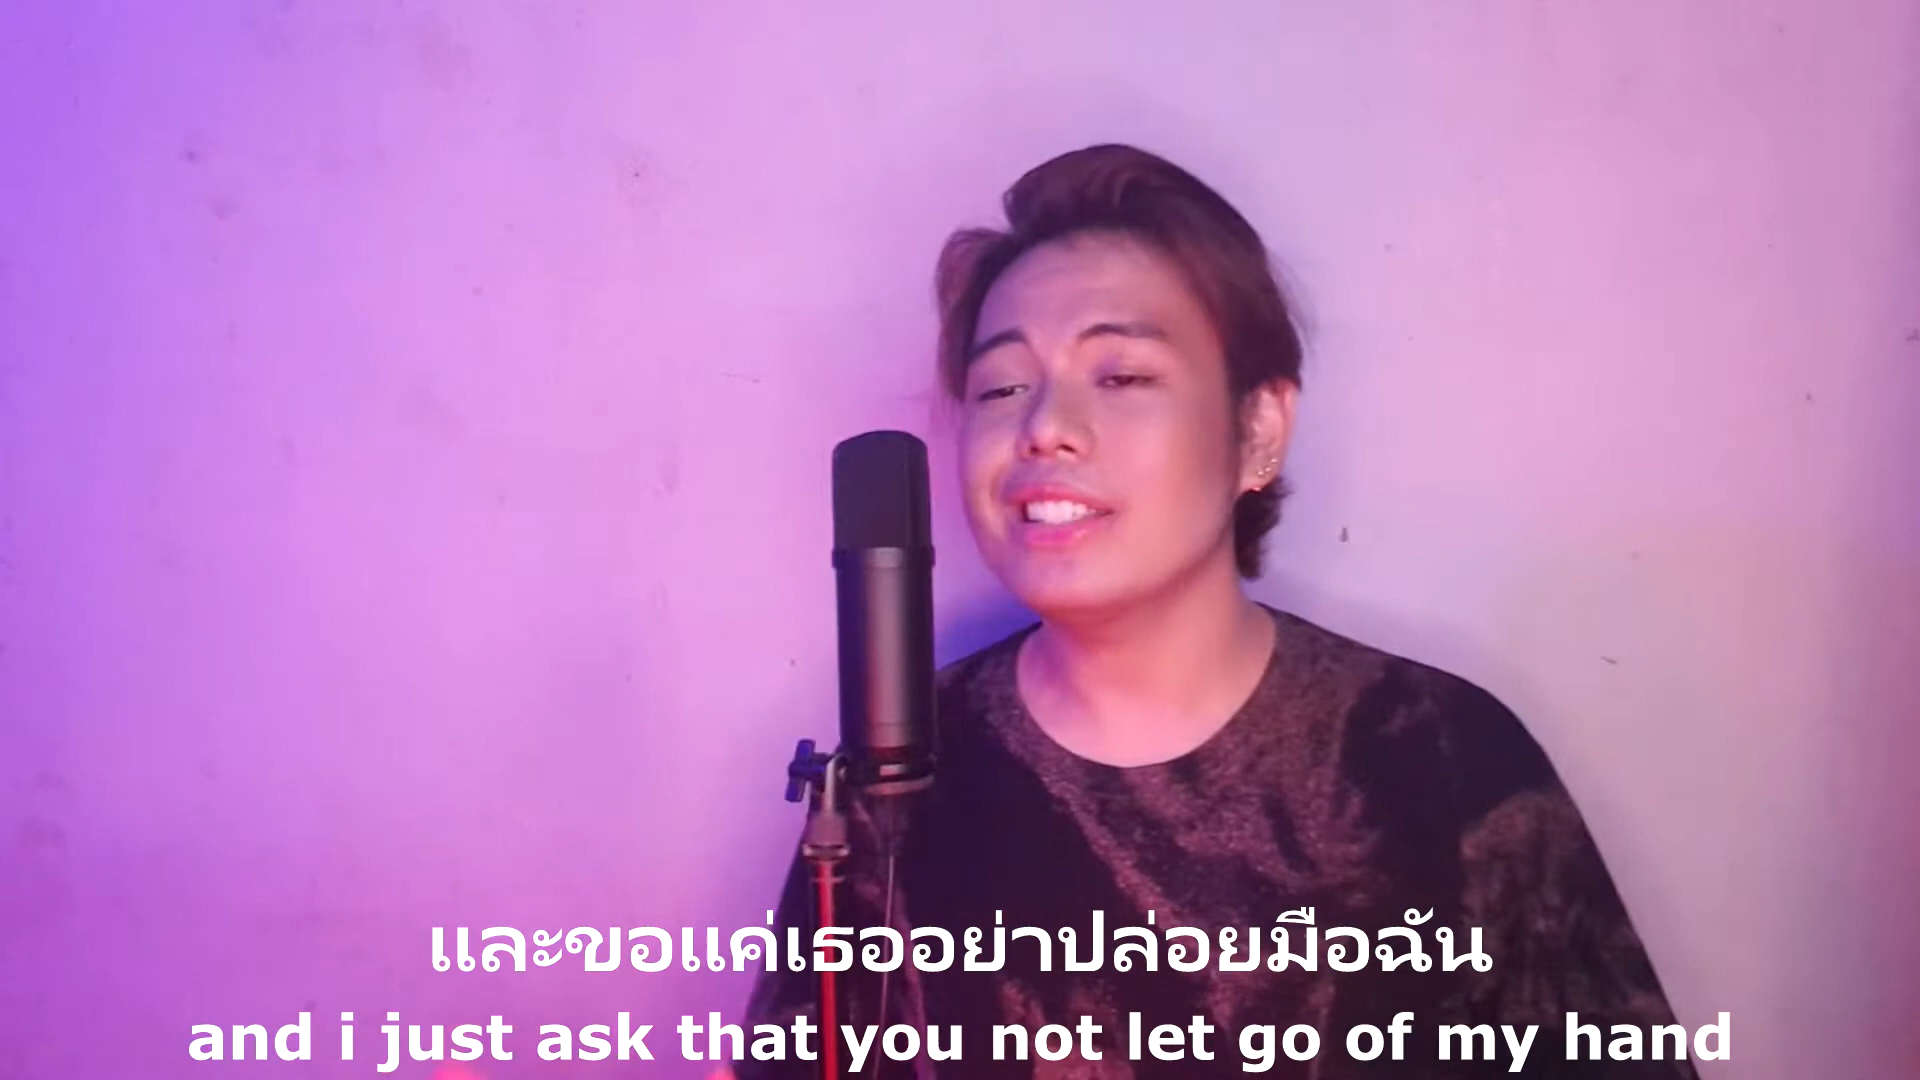 และขอแค่เธออย่าปล่อยมือฉัน
and i just ask that you not let go of my hand